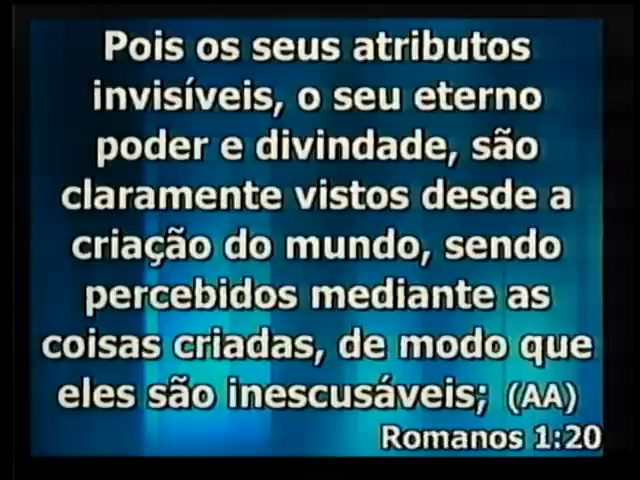 Pois os seus atributos
invisíveis, o seu eterno
poder e divindade, são
claramente vistos desde a
criação do mundo, sendo
percebidos mediante as
coisas criadas, de modo que
eles são inescusáveis; (AA)
Romanos 1:20